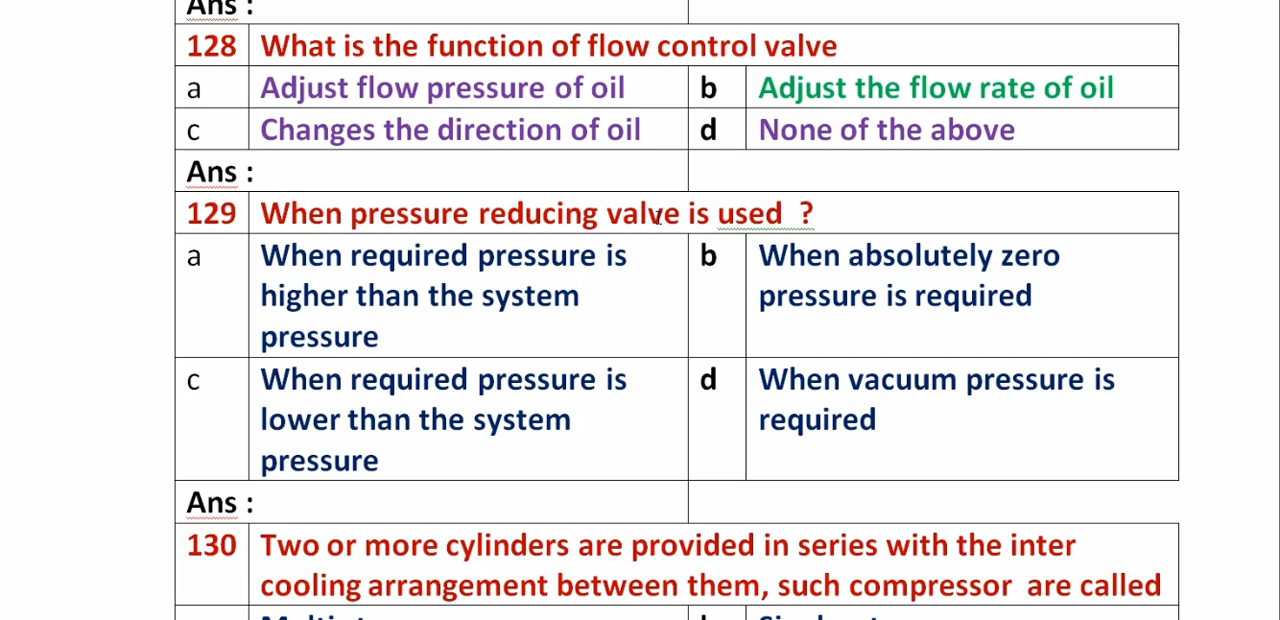 Ans :
128 What is the function of flow control valve
a Adjust flow pressure of oil b Adjust the flow rate of oil
c Changes the direction of oil d None of the above
Ans :
129 When pressure reducing valve is used ?
a When required pressure is b When absolutely zero
higher than the system pressure is required
pressure
c When required pressure is d When vacuum pressure is
lower than the system required
pressure
Ans :
130 Two or more cylinders are provided in series with the inter
cooling arrangement between them, such compressor are called